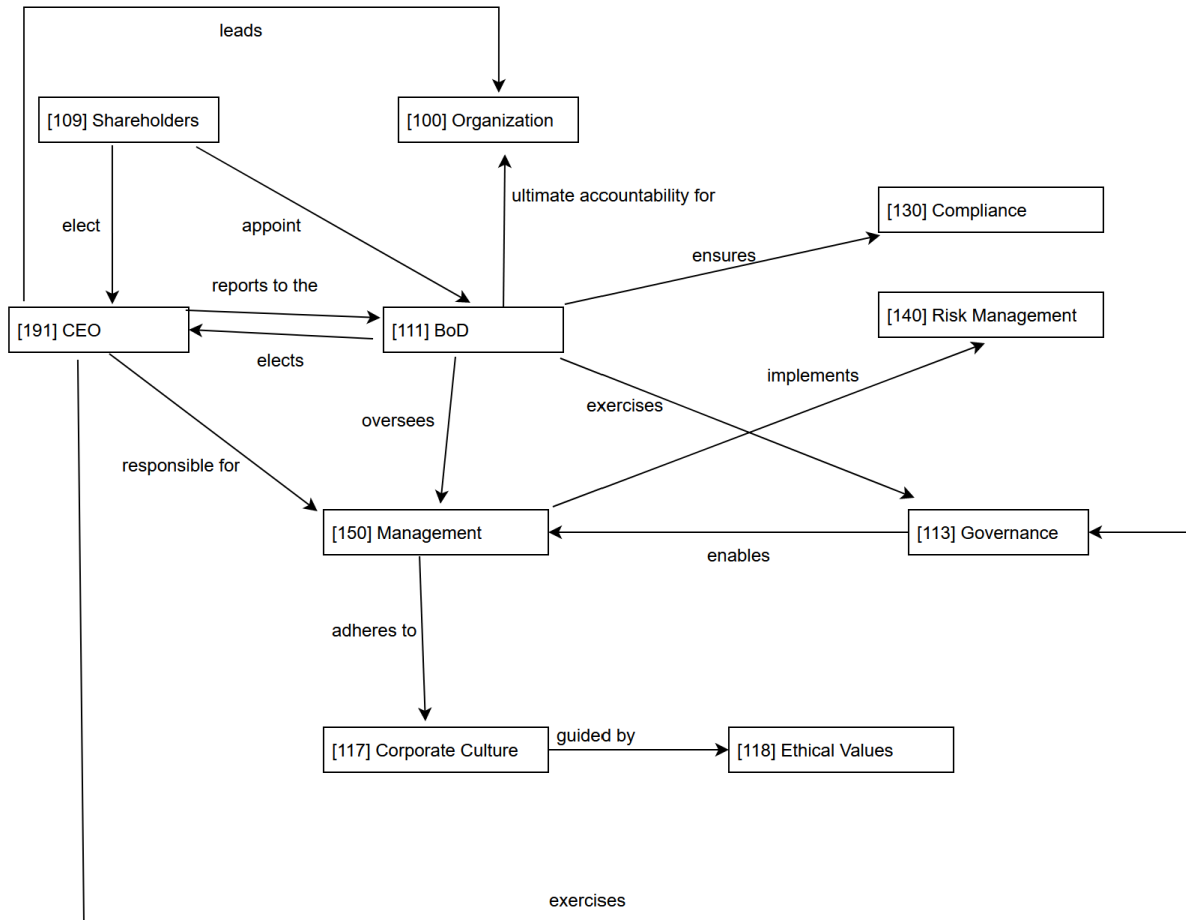 leads
[109] Shareholders
[100] Organization
ultimate accountability for
[130] Compliance
elect
appoint
ensures
reports to the
[191] CEO
[111] BoD
[140] Risk Management
elects
implements
exercises
oversees
responsible for
[150] Management
[113] Governance
enables
adheres to
guided by
[117] Corporate Culture
[118] Ethical Values
exercises